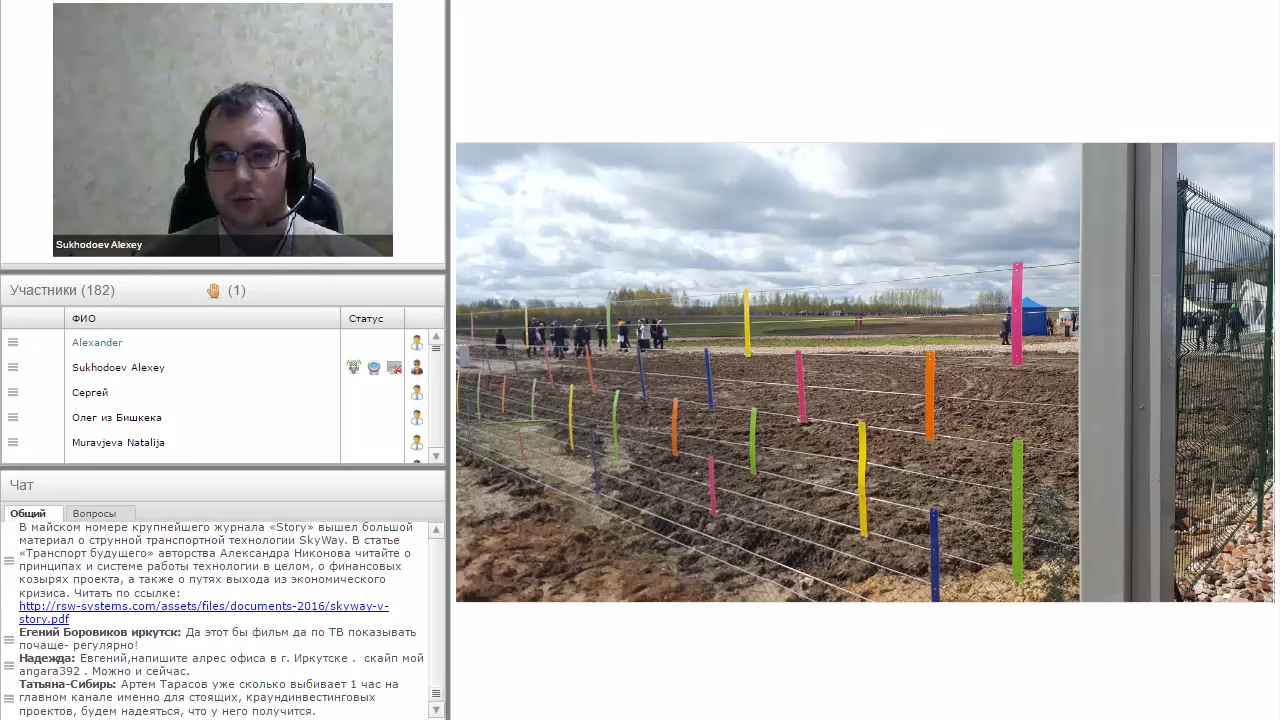 Sukhodoev Alexey
Участники (182)
(1)
ФИО
Статус
Alexander
Sukhodoev Alexey
Сергей
Олег из Бишкека
Muravjeva Natalija
Чат
Общий
Вопросы
В майском номере крупнейшего журнала «Story» вышел большой
материал о струнной транспортной технологии SkyWay. В статье
«Транспорт будущего» авторства Александра Никонова читайте о
принципах и системе работы технологии в целом, о финансовых
козырях проекта, а также о путях выхода из экономического
кризиса. Читать по ссылке:
http://rsw-systems.com/assets/files/documents-2016/skyway-v-
story.pdf
Егений Боровиков иркутск: Да этот бы фильм да по ТВ показывать
почаще- регулярно!
Надежда: Евгений,напишите алрес офиса в г. Иркутске . скайп мой
angara392 . Можно и сейчас.
Татьяна-Сибирь: Артем Тарасов уже сколько выбивает 1 час на
главном канале именно для стоящих, краундинвестинговых
проектов, будем надеяться, что у него получится.